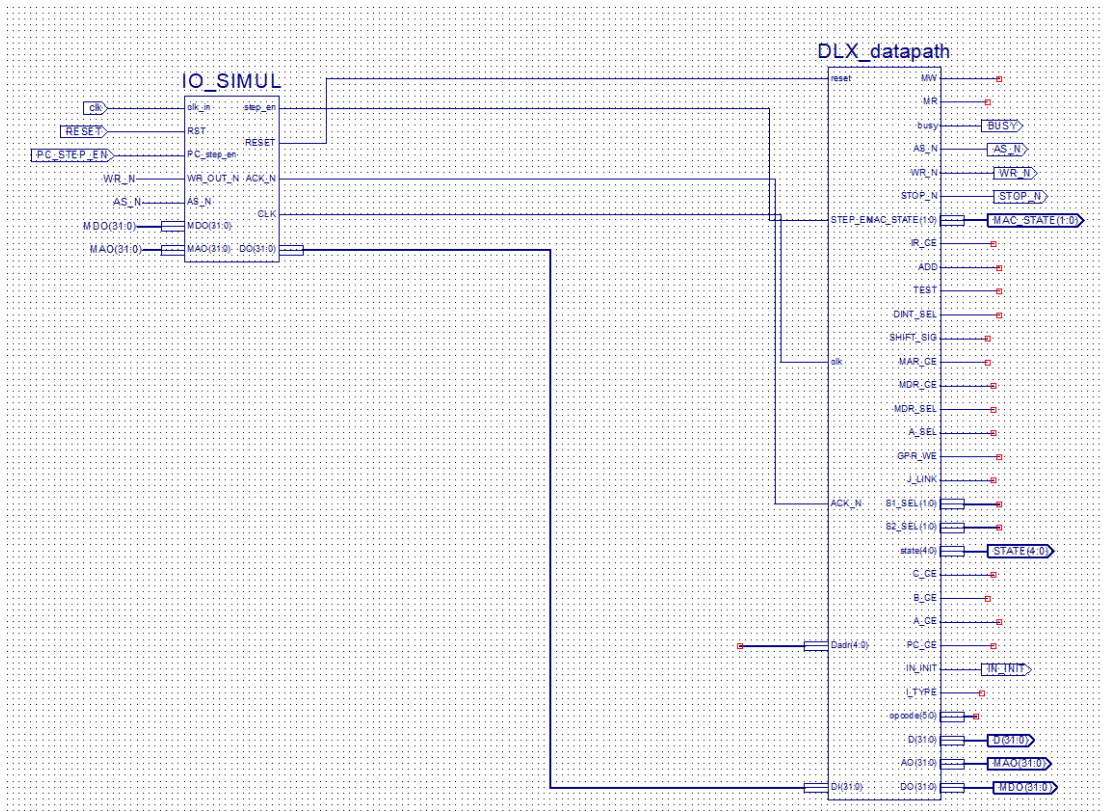 DLX_datapath
IO_SIMUL
reset MW
clk clk_in step_en MR
RESET RST RESET busy BUSY
PC_STEP_EN PC_step_en AS_N AS_N
WR_N WR_OUT_N ACK_N WR_N WR_N
AS_N AS_N CLK STOP_N STOP_N
MDO(31:0) MDO(31:0) STEP_EN MAC_STATE(1:0) MAC_STATE(1:0)
MAO(31:0) MAO(31:0) DO(31:0) IR_CE
ADD
TEST
DINT_SEL
SHIFT_SIG
clk MAR_CE
MDR_CE
MDR_SEL
A_SEL
GPR_WE
J_LINK
ACK_N S1_SEL(1:0)
S2_SEL(1:0)
state(4:0) STATE(4:0)
C_CE
B_CE
A_CE
Dadr(4:0) PC_CE
IN_INIT IN_INIT
I_TYPE
opcode(5:0)
D(31:0) D(31:0)
AO(31:0) MAO(31:0)
DI(31:0) DO(31:0) MDO(31:0)